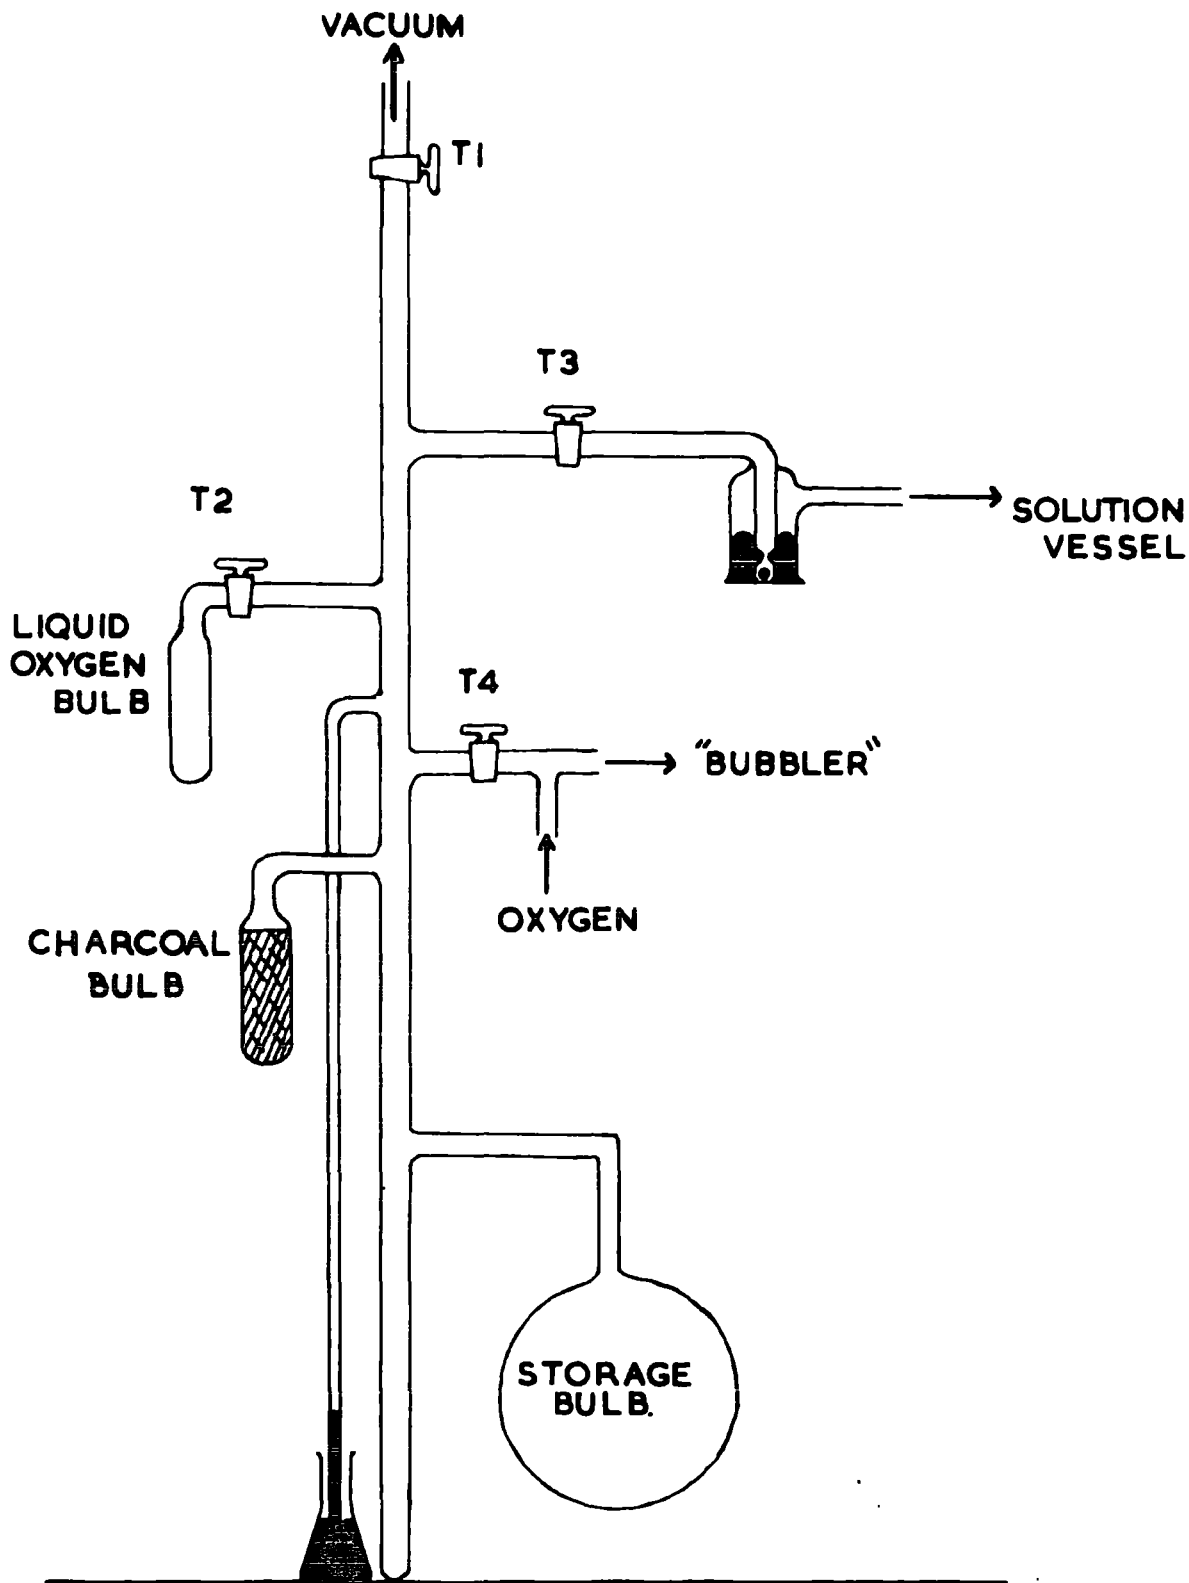 VACUUM
T1
T3
T2
SOLUTION
VESSEL
LIQUID
OXYGEN
BULB
T4
"BUBBLER"
OXYGEN
CHARCOAL
BULB
STORAGE
BULB.